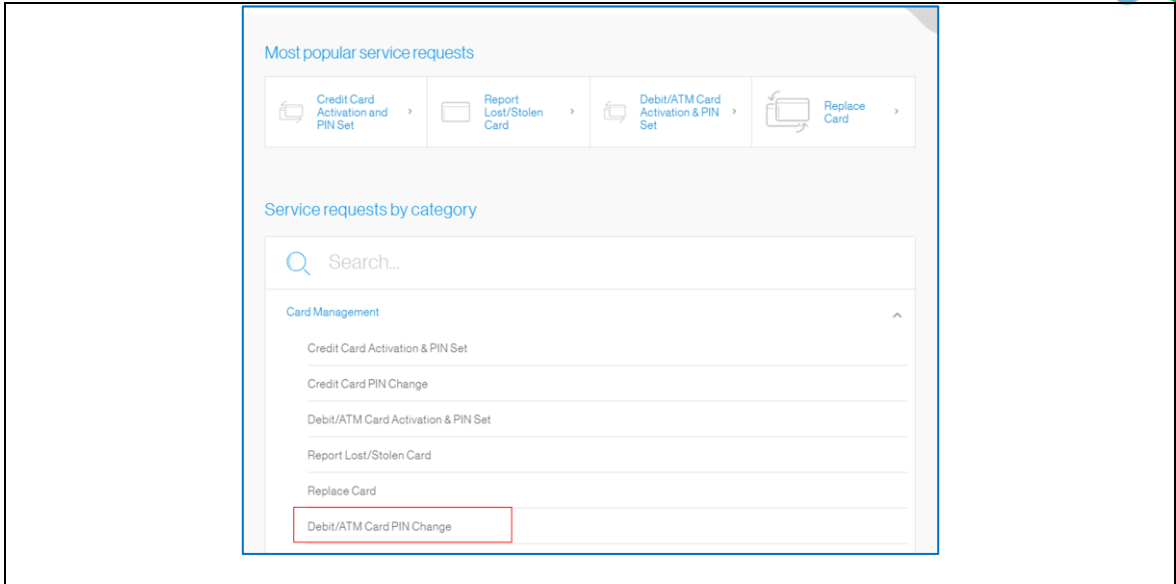 Most popular service requests
Credit Card
Activation and
PIN Set
Report
Lost/Stolen
Card
Debit/ATM Card
Activation & PIN
Set
Replace
Card
Service requests by category
Search...
Card Management
Credit Card Activation & PIN Set
Credit Card PIN Change
Debit/ATM Card Activation & PIN Set
Report Lost/Stolen Card
Replace Card
Debit/ATM Card PIN Change